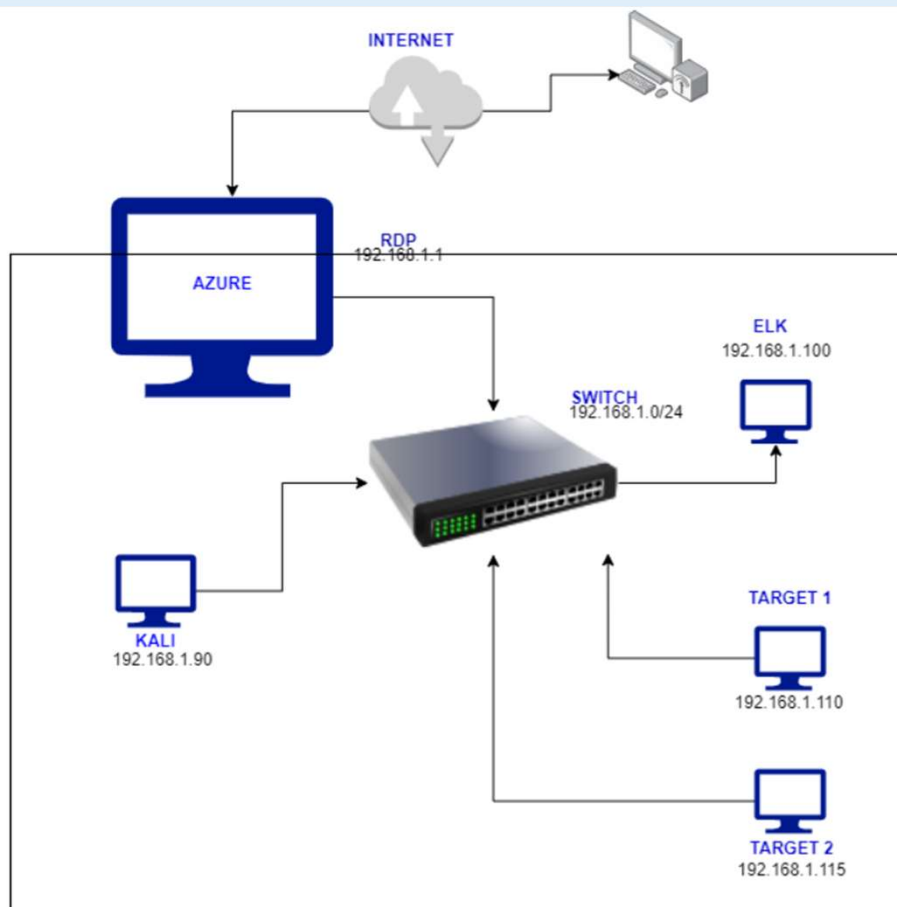 INTERNET
RDP
192.168.1.1
AZURE
ELK
192.168.1.100
SWITCH
192.168.1.0/24
TARGET 1
KALI
192.168.1.90
192.168.1.110
TARGET 2
192.168.1.115